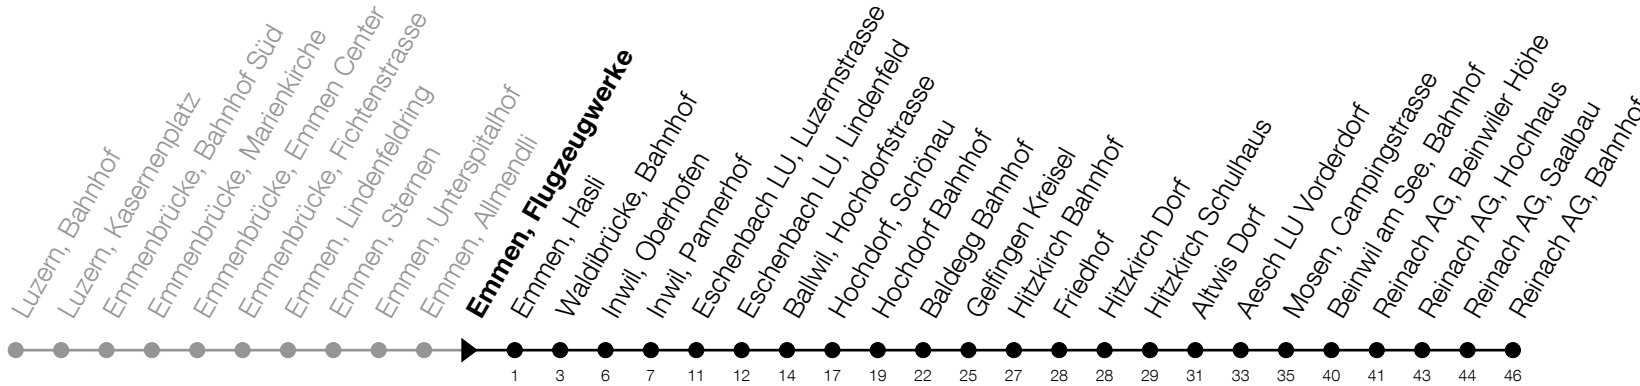 Luzern, Bahnhof
Luzern, Kasernenplatz
Emmenbrücke, Bahnhof Süd
Emmenbrücke, Marienkirche
Emmenbrücke, Emmen Center
Emmenbrücke, Fichtenstrasse
Emmen, Lindenfeldring
Emmen, Sternen
Emmen, Unterspitalhof
Emmen, Allmendli
Emmen, Flugzeugwerke
Emmen, Hasli
Waldibrücke, Bahnhof
Inwil, Oberhofen
Inwil, Pannerhof
Eschenbach LU, Luzernstrasse
Eschenbach LU, Lindenfeld
Ballwil, Hochdorfstrasse
Hochdorf, Schönau
Hochdorf Bahnhof
Baldegg Bahnhof
Gelfingen Kreisel
Hitzkirch Bahnhof
Friedhof
Hitzkirch Dorf
Hitzkirch Schulhaus
Altwis Dorf
Aesch LU Vorderdorf
Mosen, Campingstrasse
Beinwil am See, Bahnhof
Reinach AG, Beinwiler Höhe
Reinach AG, Hochhaus
Reinach AG, Saalbau
Reinach AG, Bahnhof
1 3 6 7 11 12 14 17 19 22 25 27 28 28 29 31 33 35 40 41 43 44 46